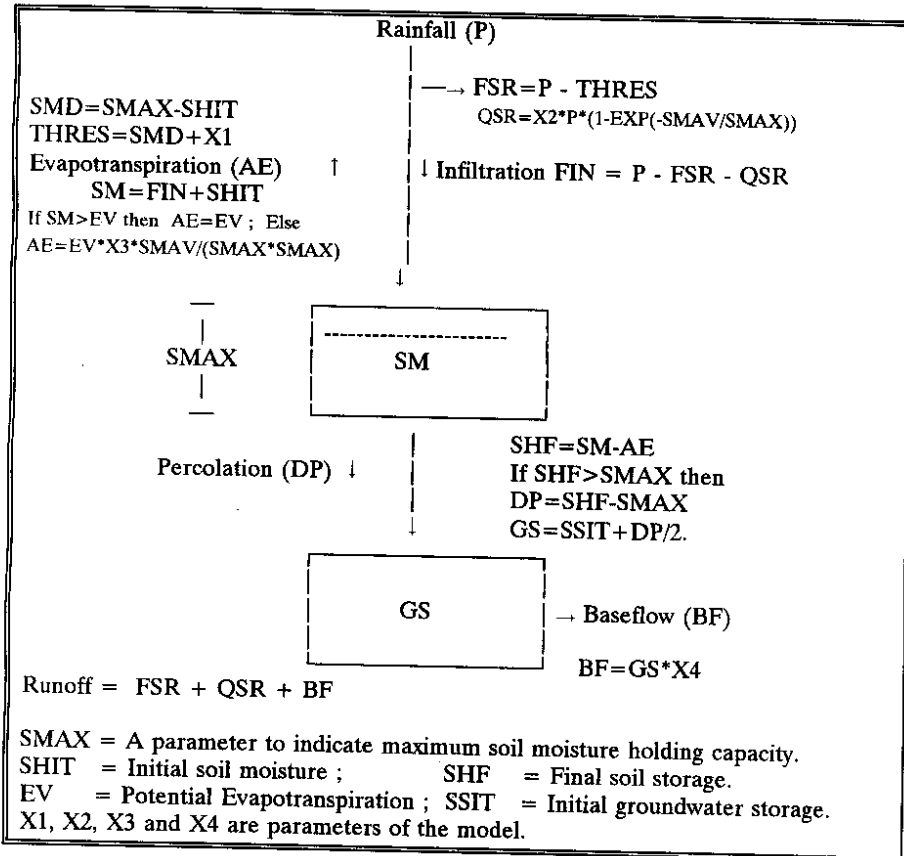 Rainfall (P)
→ FSR=P - THRES
QSR=X2*P*(1-EXP(-SMAV/SMAX))
SMD=SMAX-SHIT
THRES=SMD+X1
Evapotranspiration (AE) ↑
↓ Infiltration FIN = P - FSR - QSR
SM=FIN+SHIT
If SM>EV then AE=EV ; Else
AE=EV*X3*SMAV/(SMAX*SMAX)
SMAX
SM
Percolation (DP) ↓
SHF=SM-AE
If SHF>SMAX then
DP=SHF-SMAX
GS=SSIT+DP/2.
GS
→ Baseflow (BF)
BF=GS*X4
Runoff = FSR + QSR + BF
SMAX = A parameter to indicate maximum soil moisture holding capacity.
SHIT = Initial soil moisture ; SHF = Final soil storage.
EV = Potential Evapotranspiration ; SSIT = Initial groundwater storage.
X1, X2, X3 and X4 are parameters of the model.